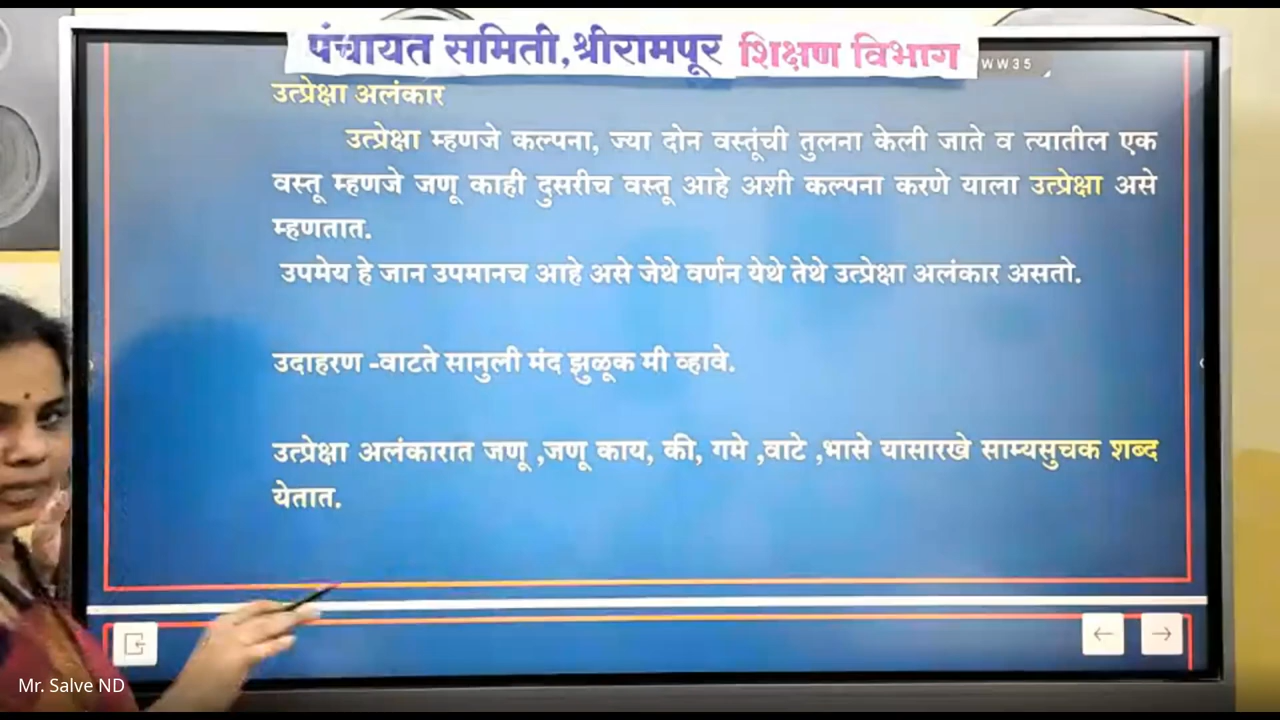 पंचायत समिती,श्रीरामपूर शिक्षण विभाग
WW35
उत्प्रेक्षा अलंकार
उत्प्रेक्षा म्हणजे कल्पना, ज्या दोन वस्तूंची तुलना केली जाते व त्यातील एक
वस्तू म्हणजे जणू काही दुसरीच वस्तू आहे अशी कल्पना करणे याला उत्प्रेक्षा असे
म्हणतात.
उपमेय हे जान उपमानच आहे असे जेथे वर्णन येथे तेथे उत्प्रेक्षा अलंकार असतो.
उदाहरण -वाटते सानुली मंद झुळूक मी व्हावे.
उत्प्रेक्षा अलंकारात जणू ,जणू काय, की, गमे ,वाटे ,भासे यासारखे साम्यसुचक शब्द
येतात.
Mr. Salve ND